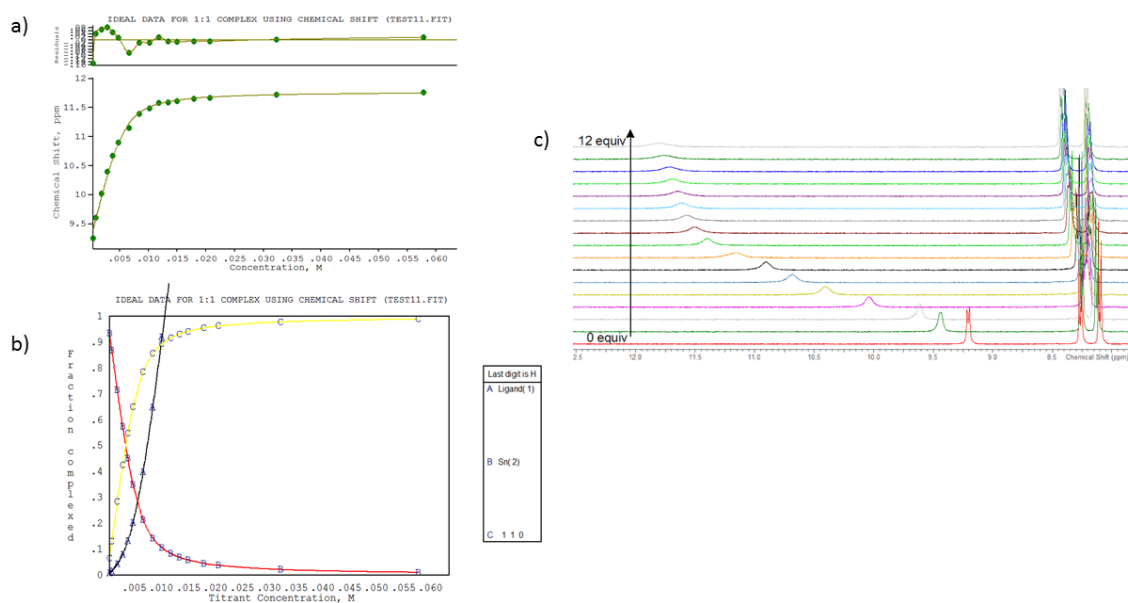 a)
IDEAL DATA FOR 1:1 COMPLEX USING CHEMICAL SHIFT (TEST11.FIT)
Residuals
12
11.5
11
10.5
10
9.5
Chemical Shift, ppm
.005 .010 .015 .020 .025 .030 .035 .040 .045 .050 .055 .060
Concentration, M
b)
IDEAL DATA FOR 1:1 COMPLEX USING CHEMICAL SHIFT (TEST11.FIT)
1
.9
.8
.7
.6
.5
.4
.3
.2
.1
0
Fraction complexed
.005 .010 .015 .020 .025 .030 .035 .040 .045 .050 .055 .060
Titrant Concentration, M
Last digit is H
A Ligand( 1)
B Sn( 2)
C 1 1 0
c)
12 equiv
0 equiv
2.5 12.0 11.5 11.0 10.5 10.0 9.5 9.0 8.5 Chemical Shift (ppm)